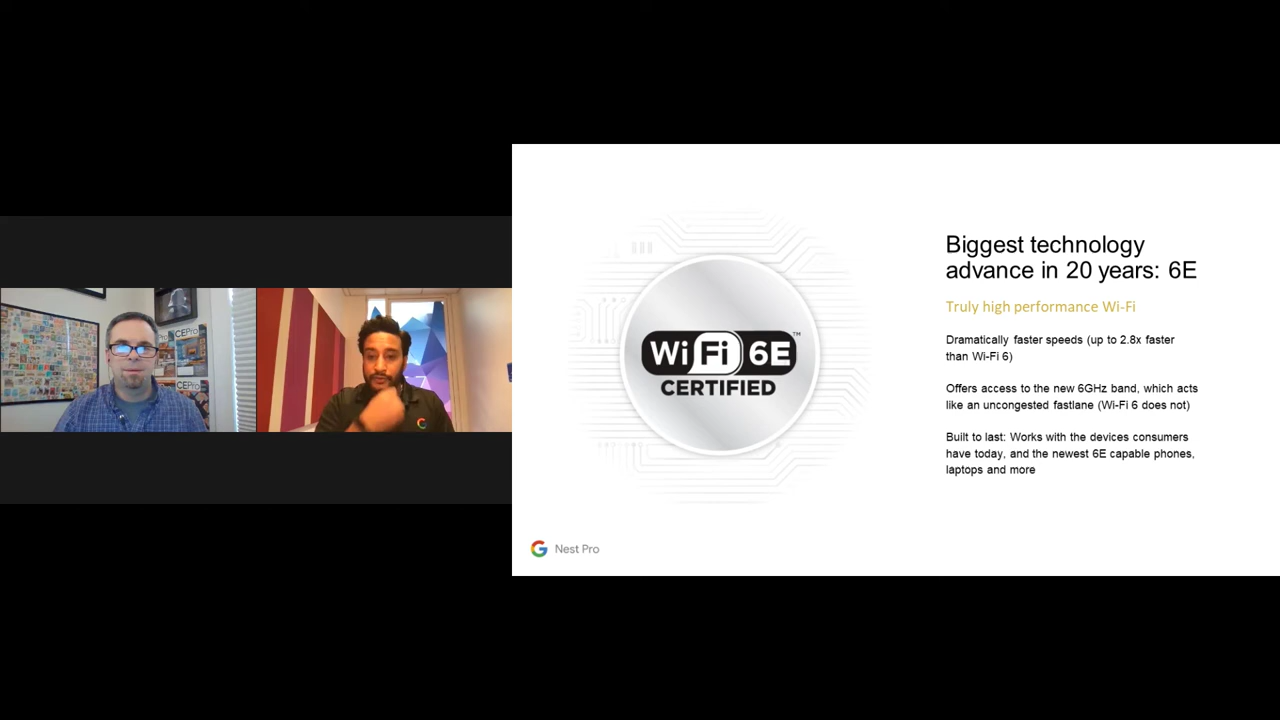 CEPro
CEPro
Wi Fi 6E ™
CERTIFIED
Biggest technology
advance in 20 years: 6E
Truly high performance Wi-Fi
Dramatically faster speeds (up to 2.8x faster
than Wi-Fi 6)
Offers access to the new 6GHz band, which acts
like an uncongested fastlane (Wi-Fi 6 does not)
Built to last: Works with the devices consumers
have today, and the newest 6E capable phones,
laptops and more
G Nest Pro